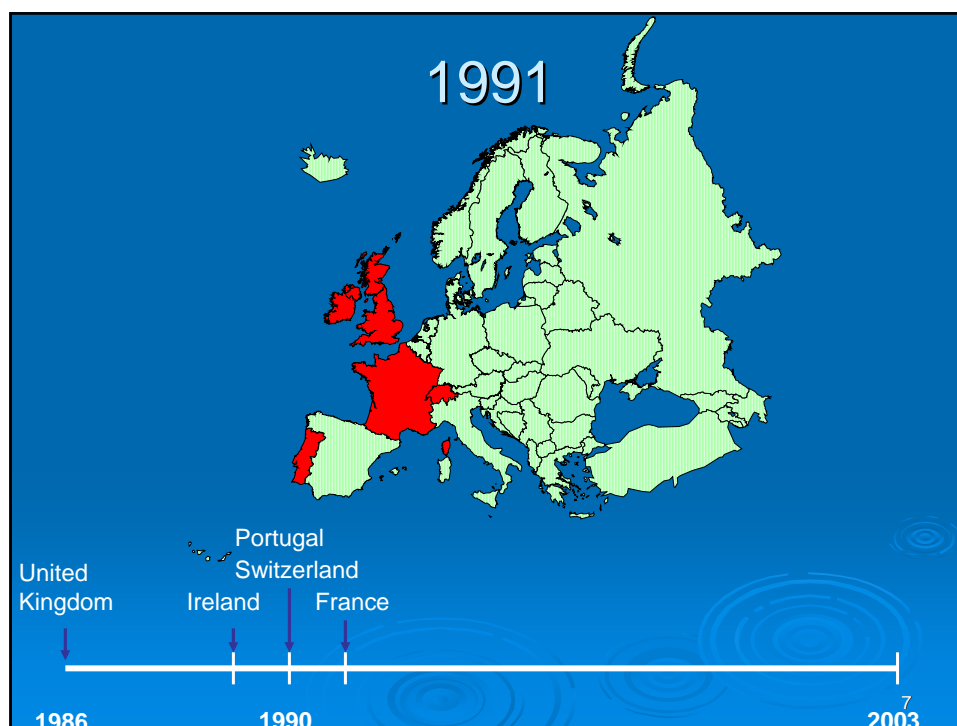 1991
Portugal
Switzerland
United
Kingdom
Ireland
France
1986
1990
2003
7